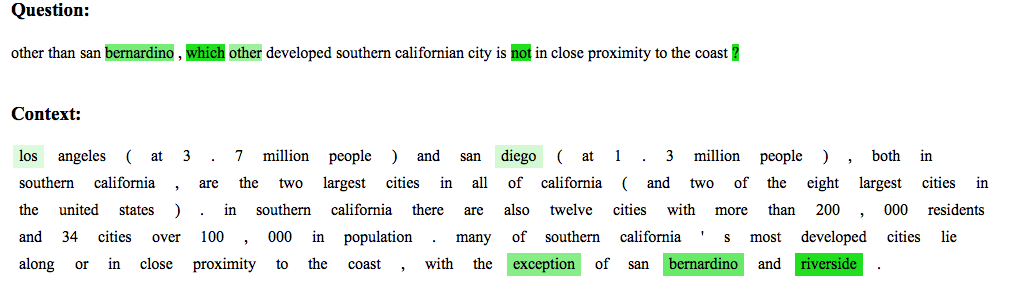 Question:
other than san bernardino , which other developed southern californian city is not in close proximity to the coast ?
Context:
los angeles ( at 3 . 7 million people ) and san diego ( at 1 . 3 million people ) , both in
southern california , are the two largest cities in all of california ( and two of the eight largest cities in
the united states ) . in southern california there are also twelve cities with more than 200 , 000 residents
and 34 cities over 100 , 000 in population . many of southern california ' s most developed cities lie
along or in close proximity to the coast , with the exception of san bernardino and riverside .